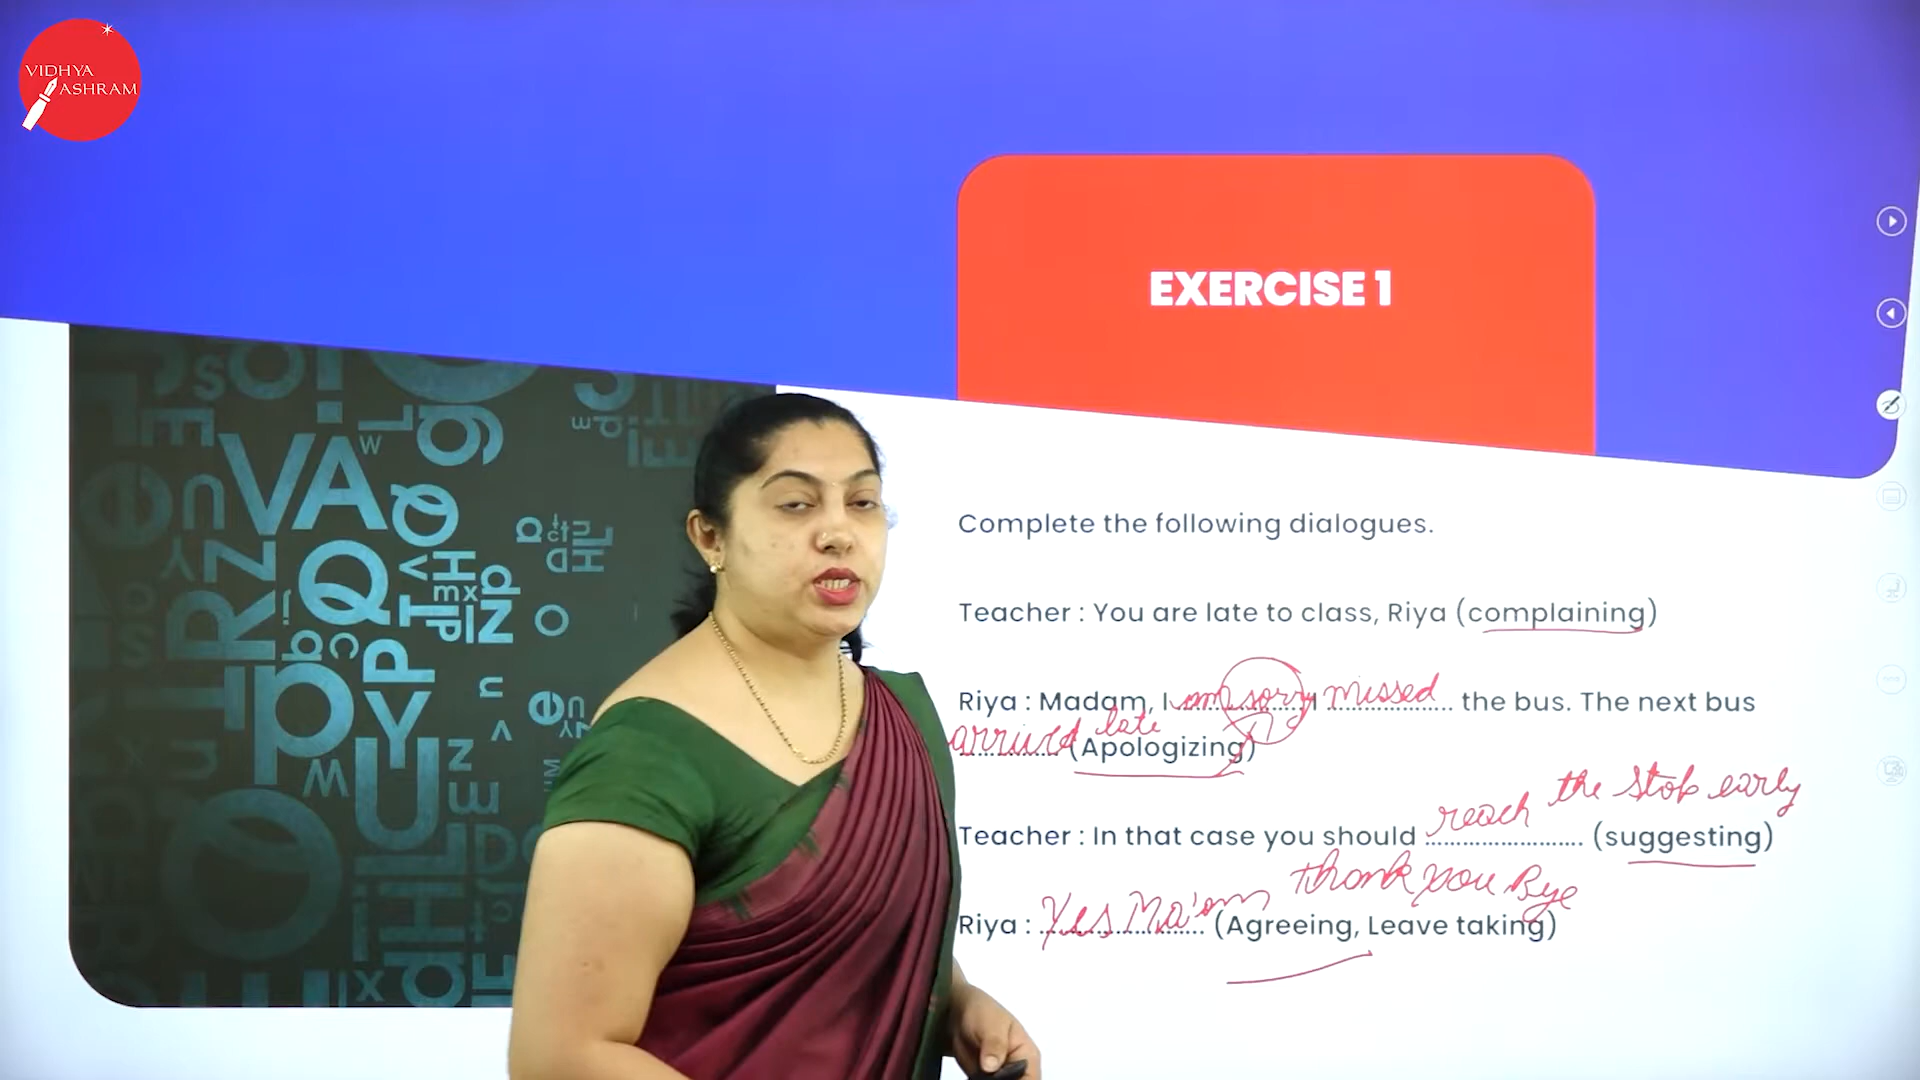 VIDHYA
ASHRAM
EXERCISE 1
Complete the following dialogues.
Teacher : You are late to class, Riya (complaining)
Riya : Madam, I am sorry I missed the bus. The next bus
arrived late (Apologizing)
Teacher : In that case you should reach the stop early (suggesting)
Riya : Yes Ma'am thank you Bye (Agreeing, Leave taking)